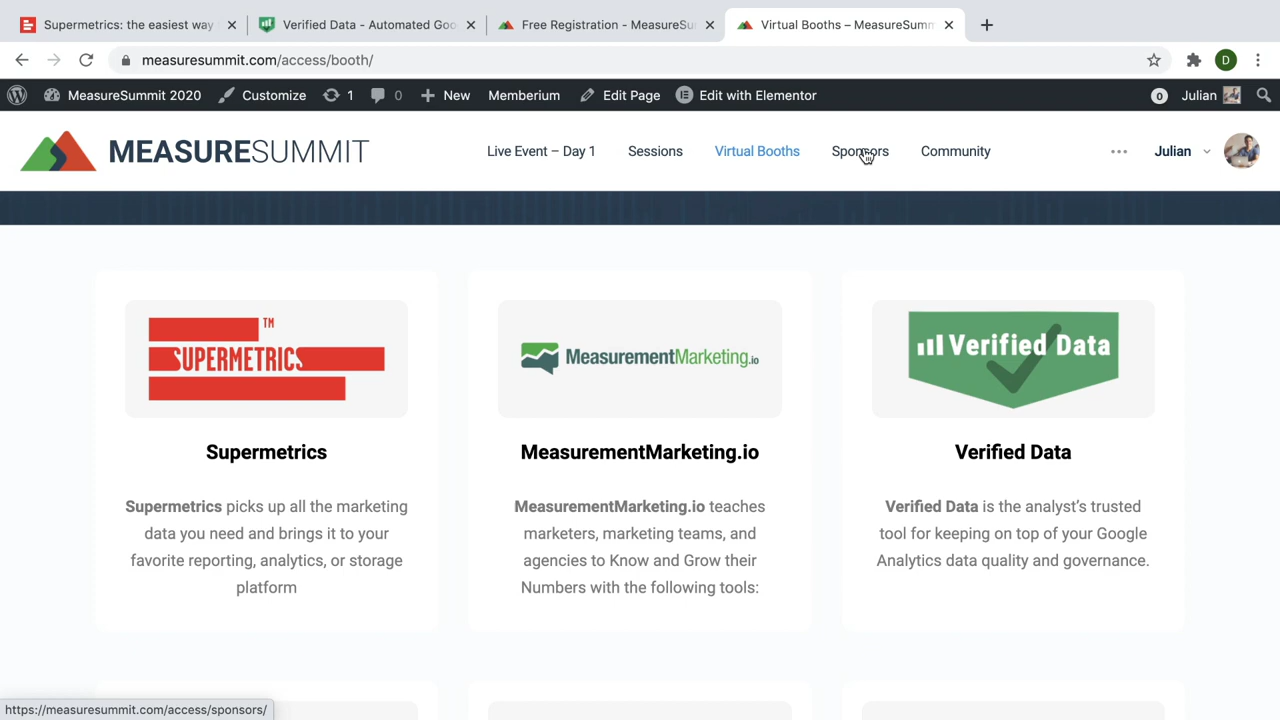 Supermetrics: the easiest way
Verified Data - Automated Goo
Free Registration - MeasureSu
Virtual Booths – MeasureSumm
measuresummit.com/access/booth/
D
MeasureSummit 2020
Customize
1
0
New
Memberium
Edit Page
Edit with Elementor
0
Julian
MEASURESUMMIT
Live Event – Day 1
Sessions
Virtual Booths
Sponsors
Community
Julian
SUPERMETRICS TM
MeasurementMarketing.io
Verified Data
Supermetrics
MeasurementMarketing.io
Verified Data
Supermetrics picks up all the marketing
data you need and brings it to your
favorite reporting, analytics, or storage
platform
MeasurementMarketing.io teaches
marketers, marketing teams, and
agencies to Know and Grow their
Numbers with the following tools:
Verified Data is the analyst's trusted
tool for keeping on top of your Google
Analytics data quality and governance.
https://measuresummit.com/access/sponsors/